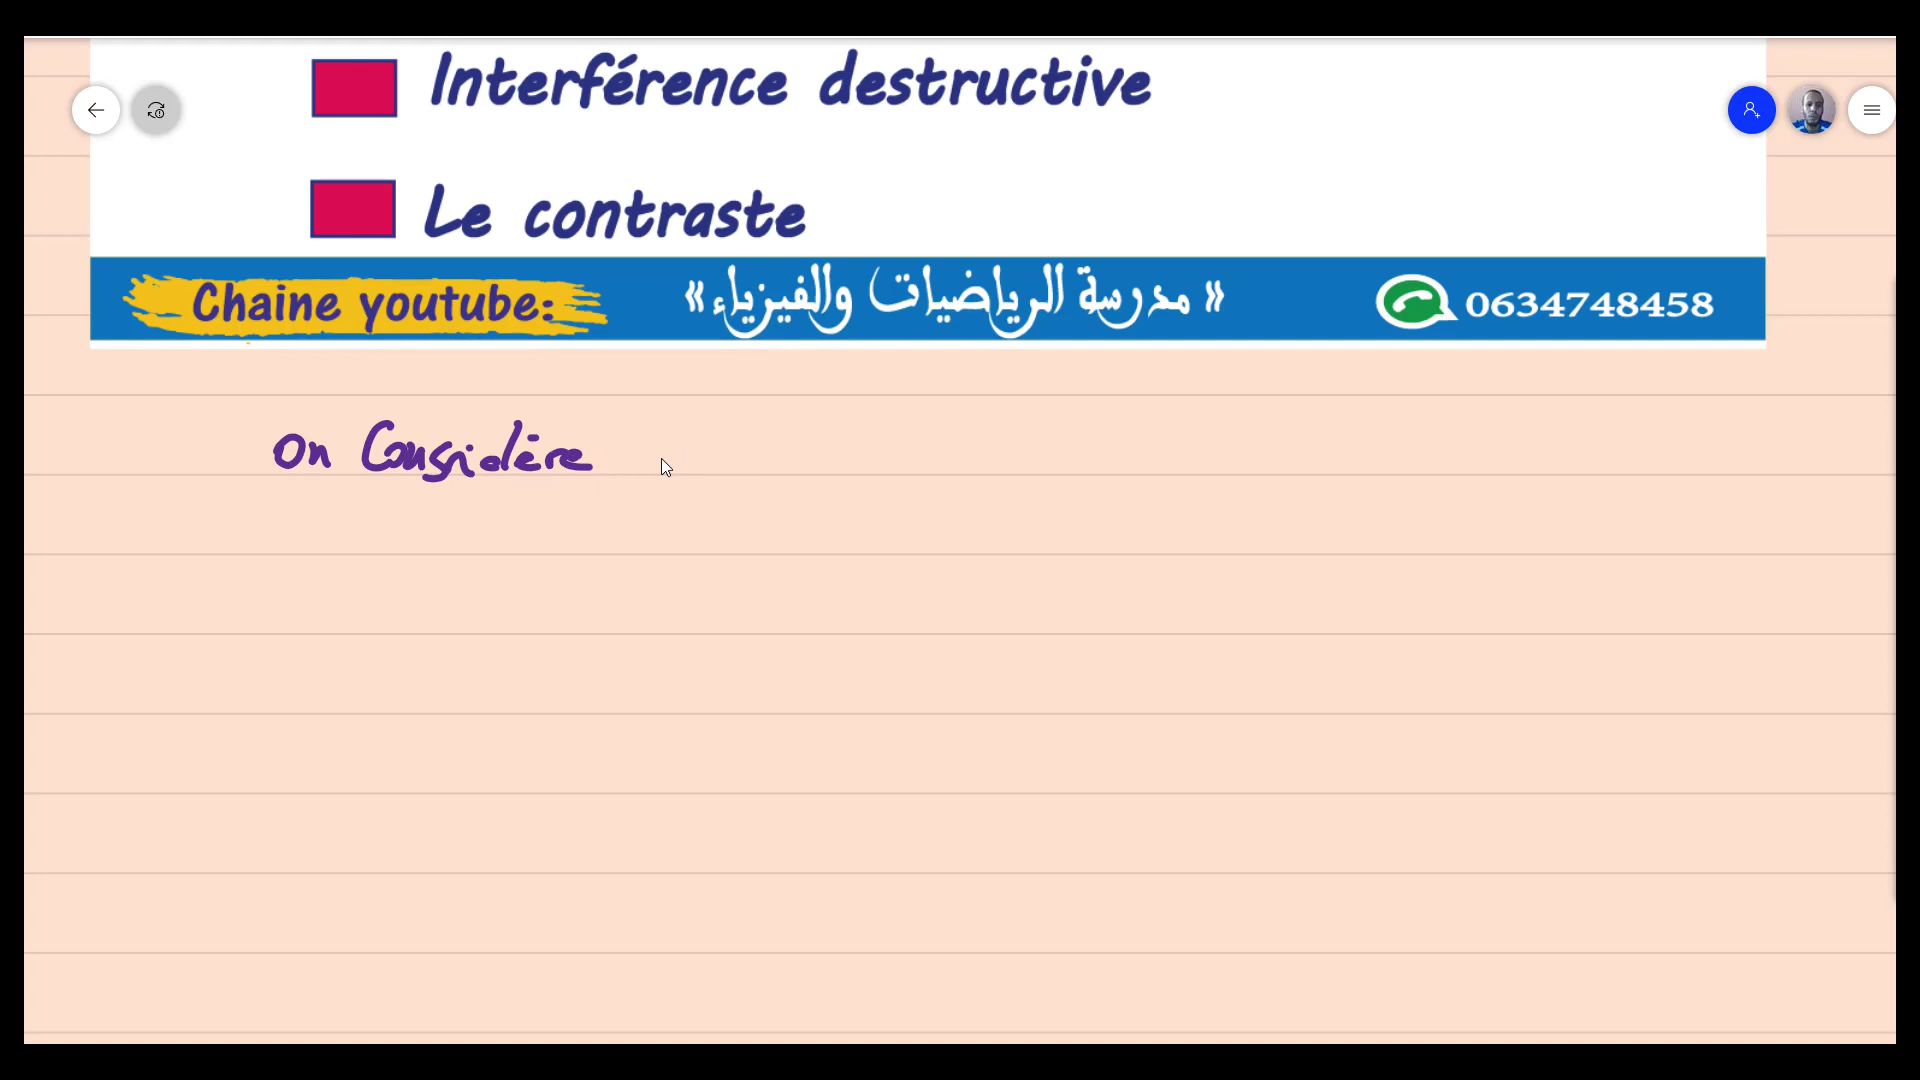 Interférence destructive
Le contraste
Chaine youtube: « مدرسة الرياضيات والفيزياء » 0634748458
On Considère